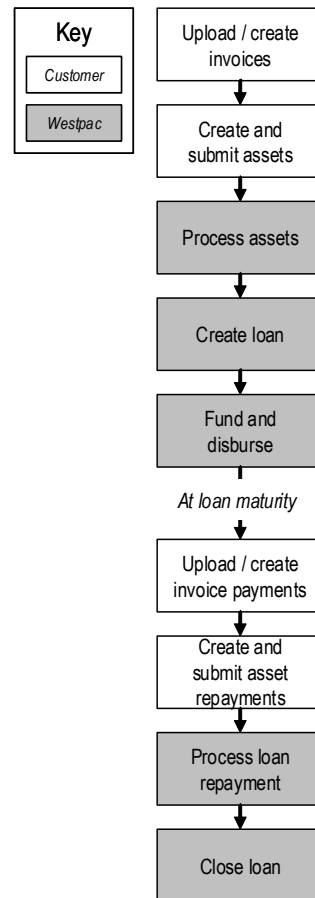 Key
Customer
Westpac
Upload / create
invoices
Create and
submit assets
Process assets
Create loan
Fund and
disburse
At loan maturity
Upload / create
invoice payments
Create and
submit asset
repayments
Process loan
repayment
Close loan